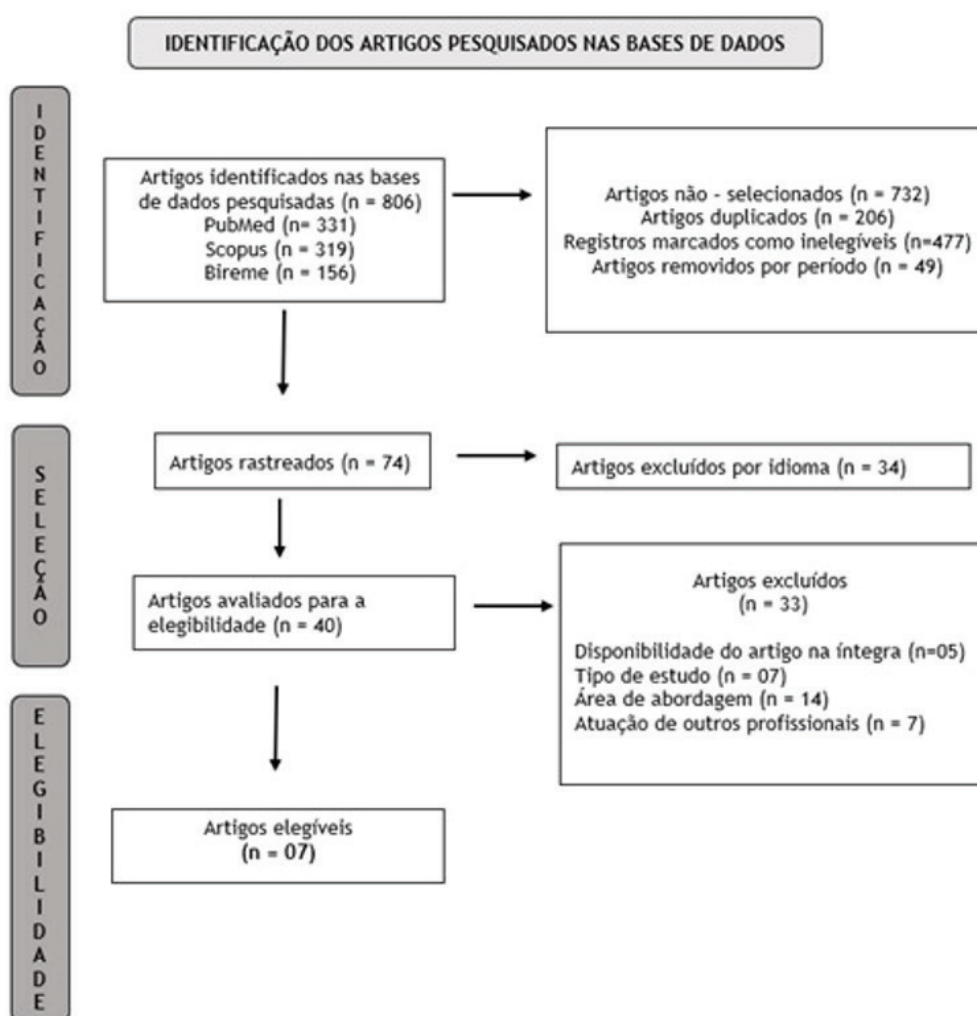 IDENTIFICAÇÃO DOS ARTIGOS PESQUISADOS NAS BASES DE DADOS
IDENTIFICAÇÃO
Artigos identificados nas bases
de dados pesquisadas (n = 806)
PubMed (n= 331)
Scopus (n = 319)
Bireme (n = 156)
Artigos não - selecionados (n = 732)
Artigos duplicados (n = 206)
Registros marcados como inelegíveis (n=477)
Artigos removidos por período (n = 49)
SELEÇÃO
Artigos rastreados (n = 74)
Artigos excluídos por idioma (n = 34)
Artigos avaliados para a
elegibilidade (n = 40)
Artigos excluídos
(n = 33)
Disponibilidade do artigo na íntegra (n=05)
Tipo de estudo (n = 07)
Área de abordagem (n = 14)
Atuação de outros profissionais (n = 7)
ELEGIBILIDADE
Artigos elegíveis
(n = 07)